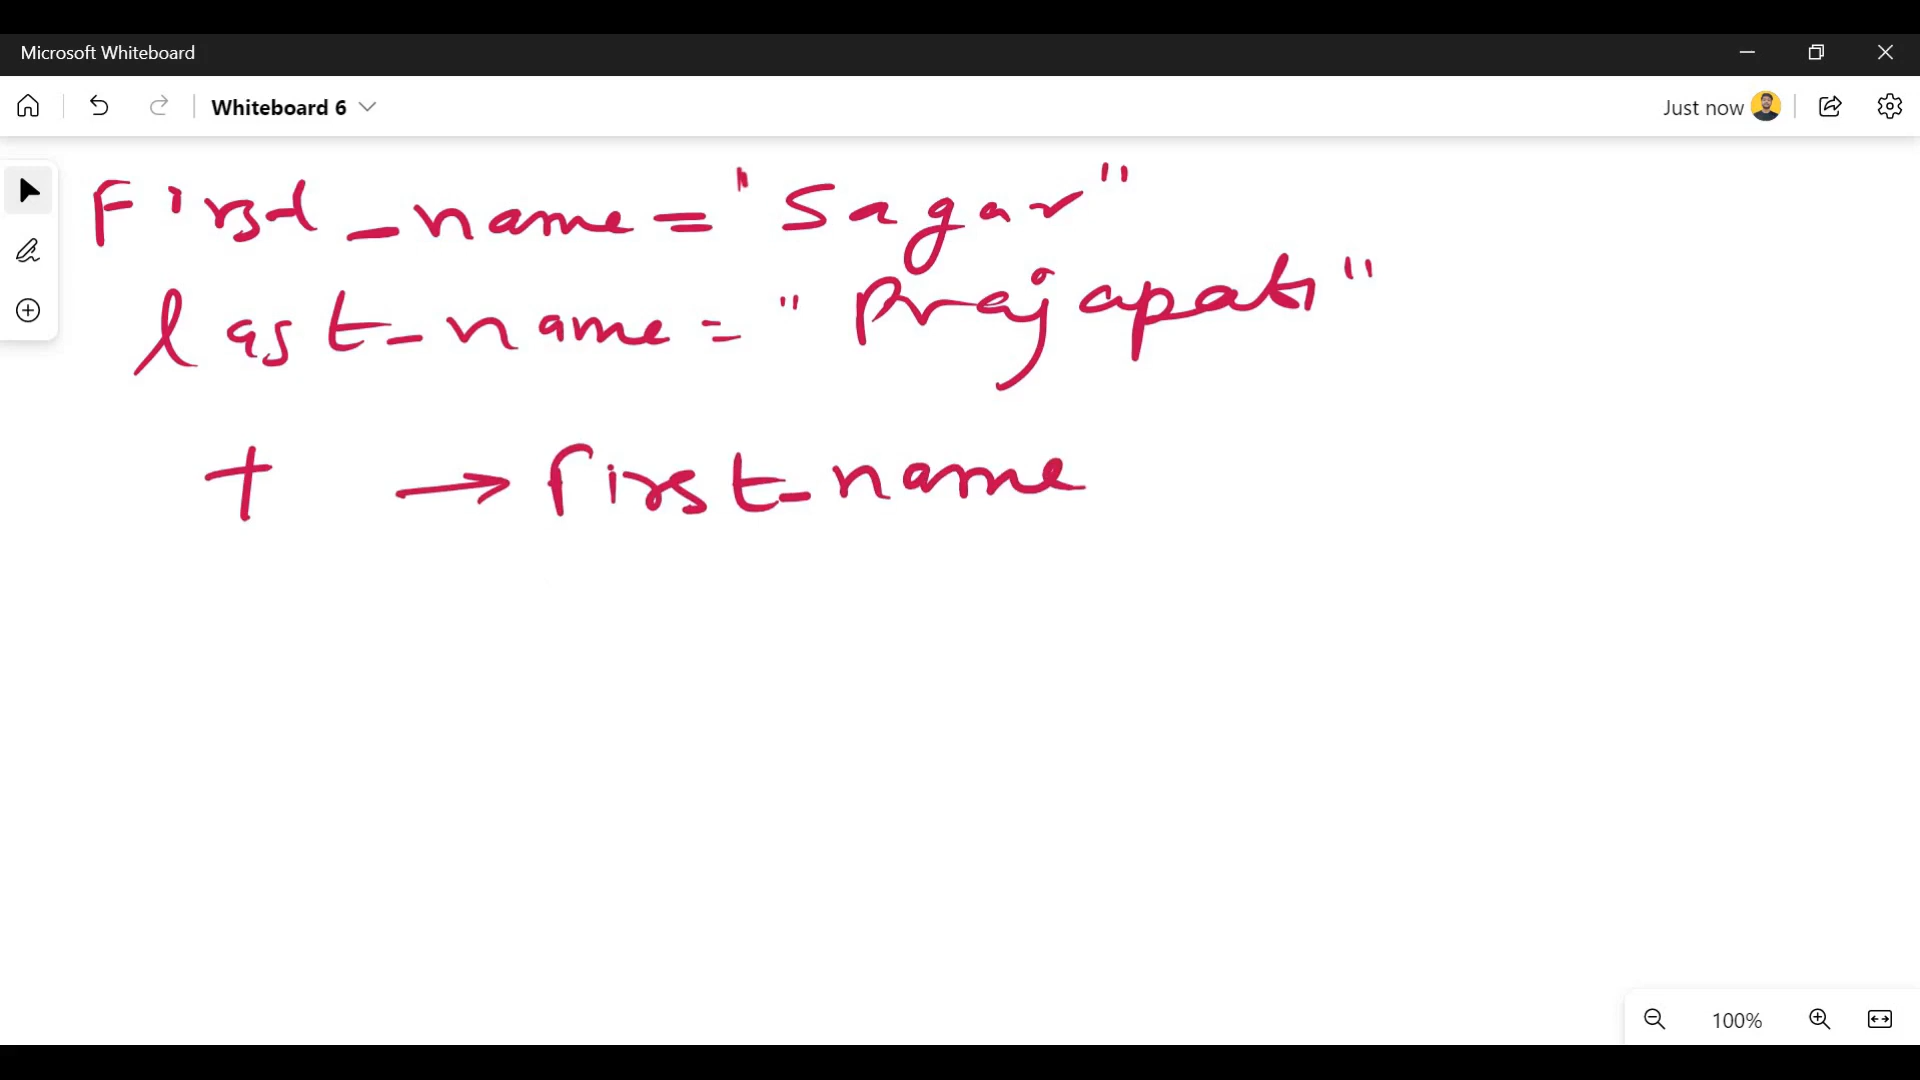 Microsoft Whiteboard
Whiteboard 6
Just now
First_name = "Sagar"
last_name = "Prajapati"
+ → first_name
100%